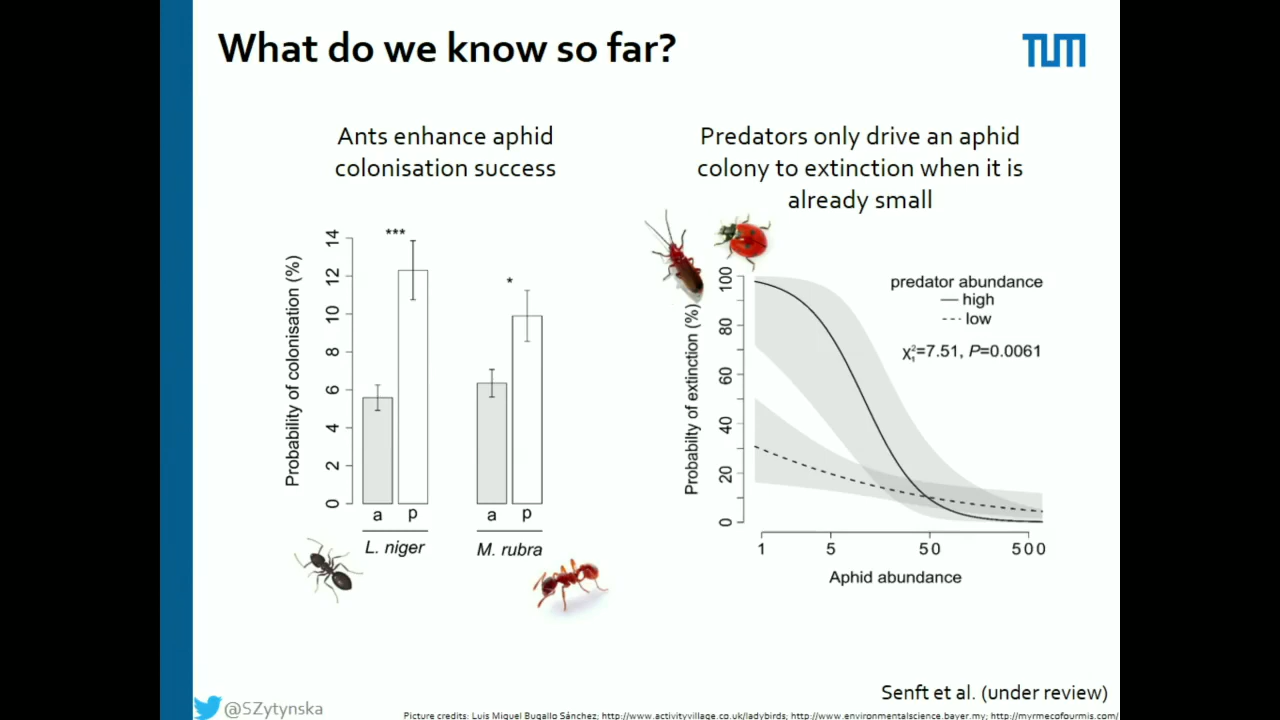 What do we know so far?
TUM
Ants enhance aphid
colonisation success
Probability of colonisation (%)
14
12
10
8
6
4
2
0
***
*
a
p
a
p
L. niger
M. rubra
Predators only drive an aphid
colony to extinction when it is
already small
Probabilty of extinction (%)
100
80
60
40
20
0
predator abundance
high
low
χ²₁=7.51, P=0.0061
1
5
50
500
Aphid abundance
Senft et al. (under review)
@SZytynska
Picture credits: Luis Miguel Bugallo Sánchez; http://www.activityvillage.co.uk/ladybirds; http://www.environmentalscience.bayer.my; http://myrmecofourmis.com/